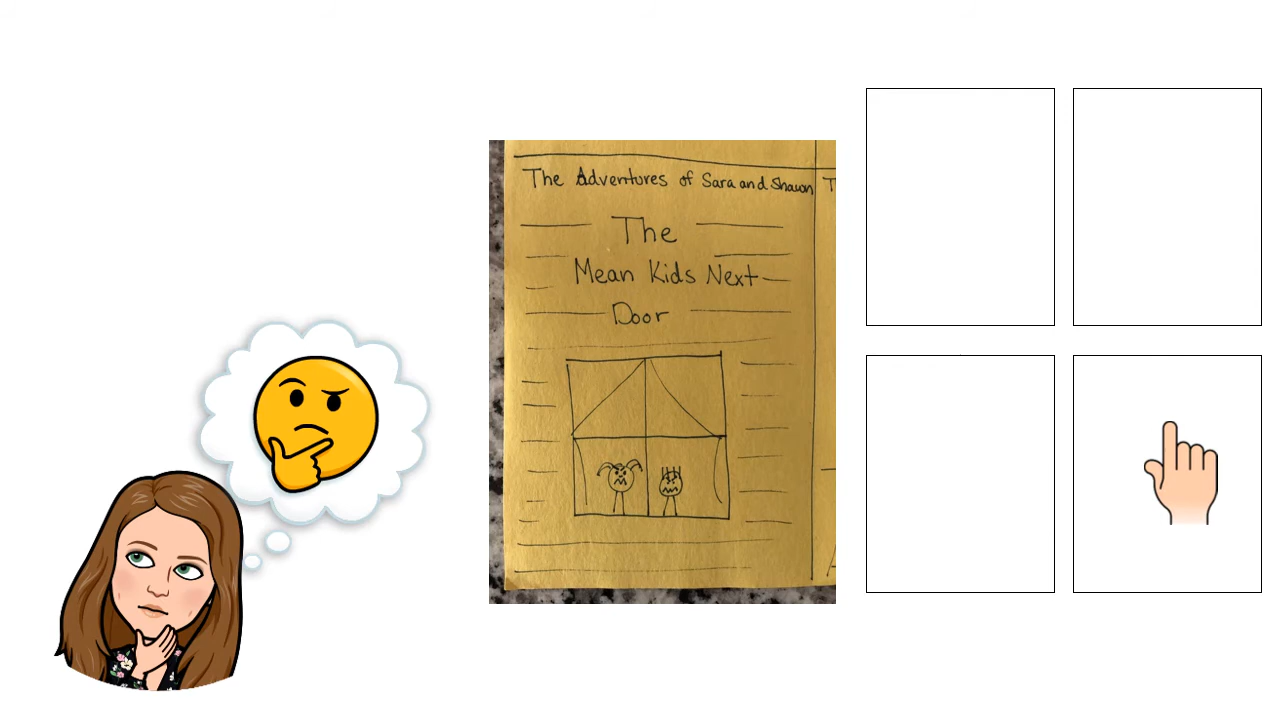 The Adventures of Sara and Shawn
The
Mean Kids Next
Door